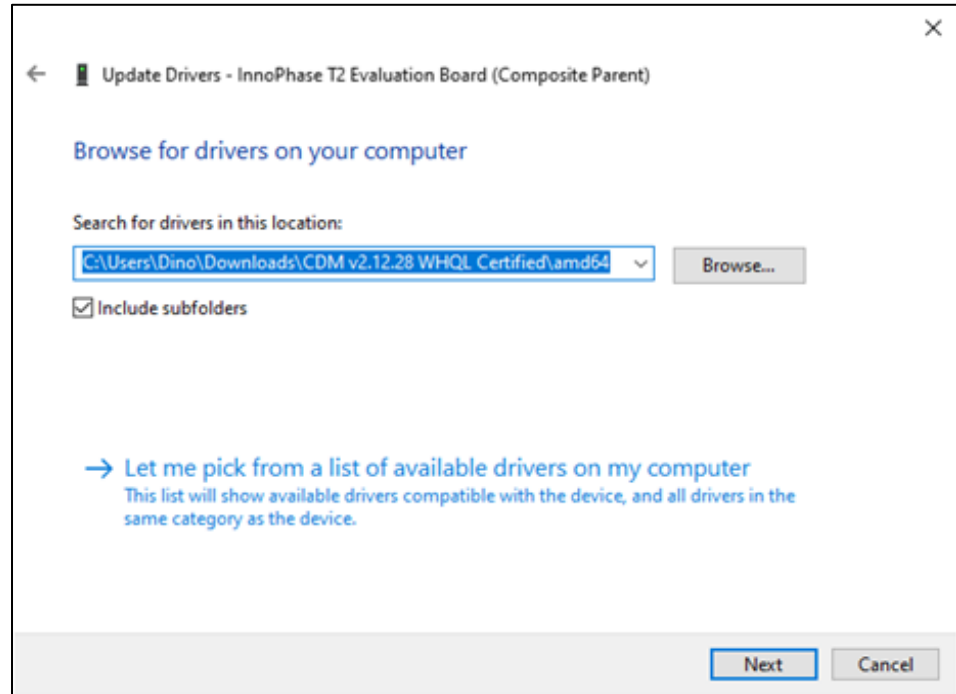 Update Drivers - InnoPhase T2 Evaluation Board (Composite Parent)
Browse for drivers on your computer
Search for drivers in this location:
C:\Users\Dino\Downloads\CDM v2.12.28 WHQL Certified\amd64
Browse...
Include subfolders
Let me pick from a list of available drivers on my computer
This list will show available drivers compatible with the device, and all drivers in the
same category as the device.
Next
Cancel